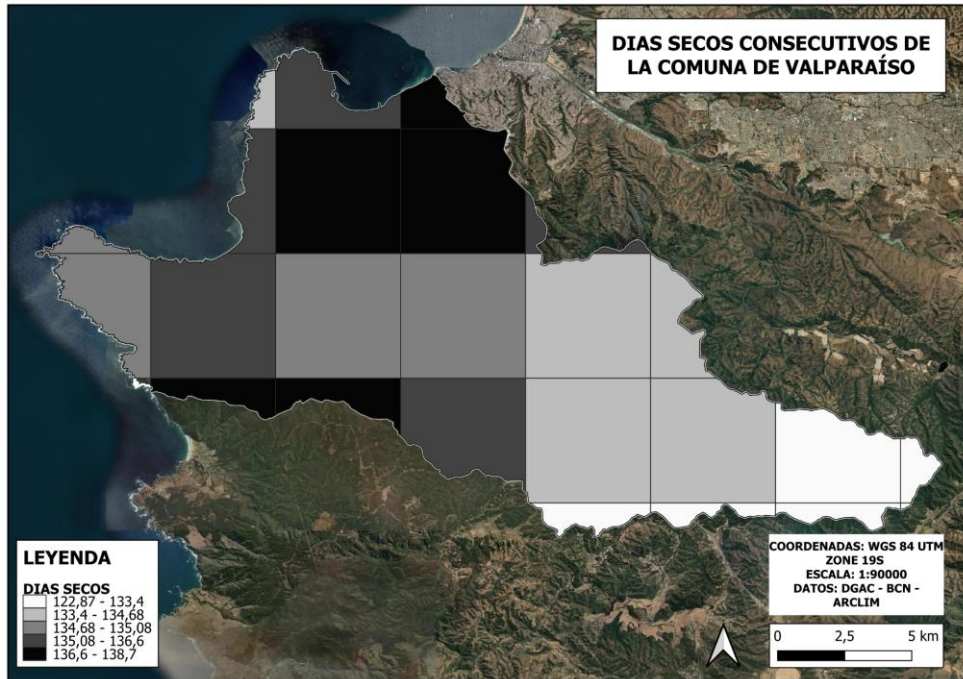 DIAS SECOS CONSECUTIVOS DE
LA COMUNA DE VALPARAÍSO
LEYENDA
DIAS SECOS
122,87 - 133,4
133,4 - 134,68
134,68 - 135,08
135,08 - 136,6
136,6 - 138,7
COORDENADAS: WGS 84 UTM
ZONE 19S
ESCALA: 1:90000
DATOS: DGAC - BCN -
ARCLIM
0 2,5 5 km